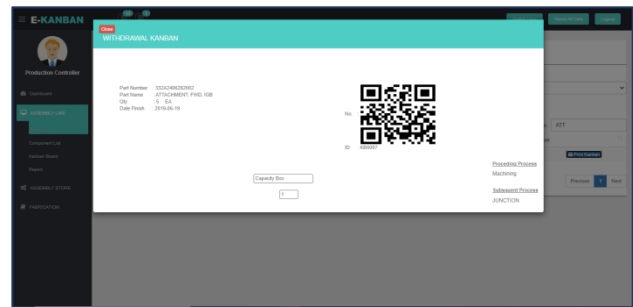 E-KANBAN
Close
WITHDRAWAL KANBAN
Production Controller
Dashboard
ASSEMBLY LINE
Component List
Kanban Board
Report
ASSEMBLY STORE
FABRICATION
Part Number : 332A2406282002
Part Name : ATTACHMENT, FWD, IGB
Qty : 5 EA
Date Finish : 2019-06-19
No.
ID.
Capacity Box
1
Preceding Process
Machining
Subsequent Process
JUNCTION
ATT
Print Kanban
Previous 1 Next
Logout